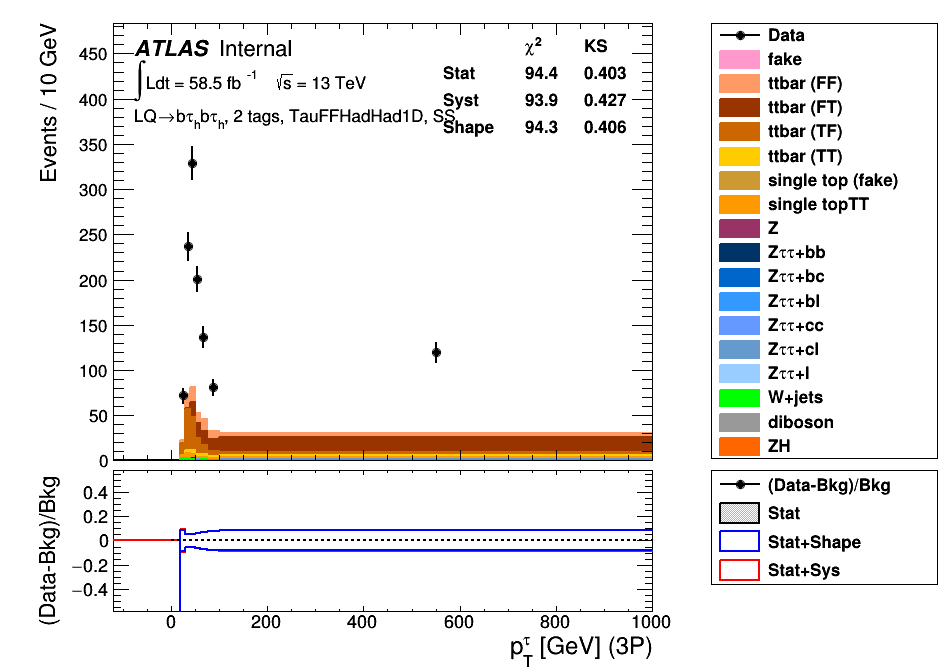 Events / 10 GeV
450
400
350
300
250
200
150
100
50
0
ATLAS Internal
∫Ldt = 58.5 fb⁻¹ √s = 13 TeV
LQ→bτ_h bτ_h, 2 tags, TauFFHadHad1D, SS,
χ² KS
Stat 94.4 0.403
Syst 93.9 0.427
Shape 94.3 0.406
Data
fake
ttbar (FF)
ttbar (FT)
ttbar (TF)
ttbar (TT)
single top (fake)
single topTT
Z
Zττ+bb
Zττ+bc
Zττ+bl
Zττ+cc
Zττ+cl
Zττ+l
W+jets
diboson
ZH
(Data-Bkg)/Bkg
0.4
0.2
0
−0.2
−0.4
0 200 400 600 800 1000
p_T^τ [GeV] (3P)
(Data-Bkg)/Bkg
Stat
Stat+Shape
Stat+Sys